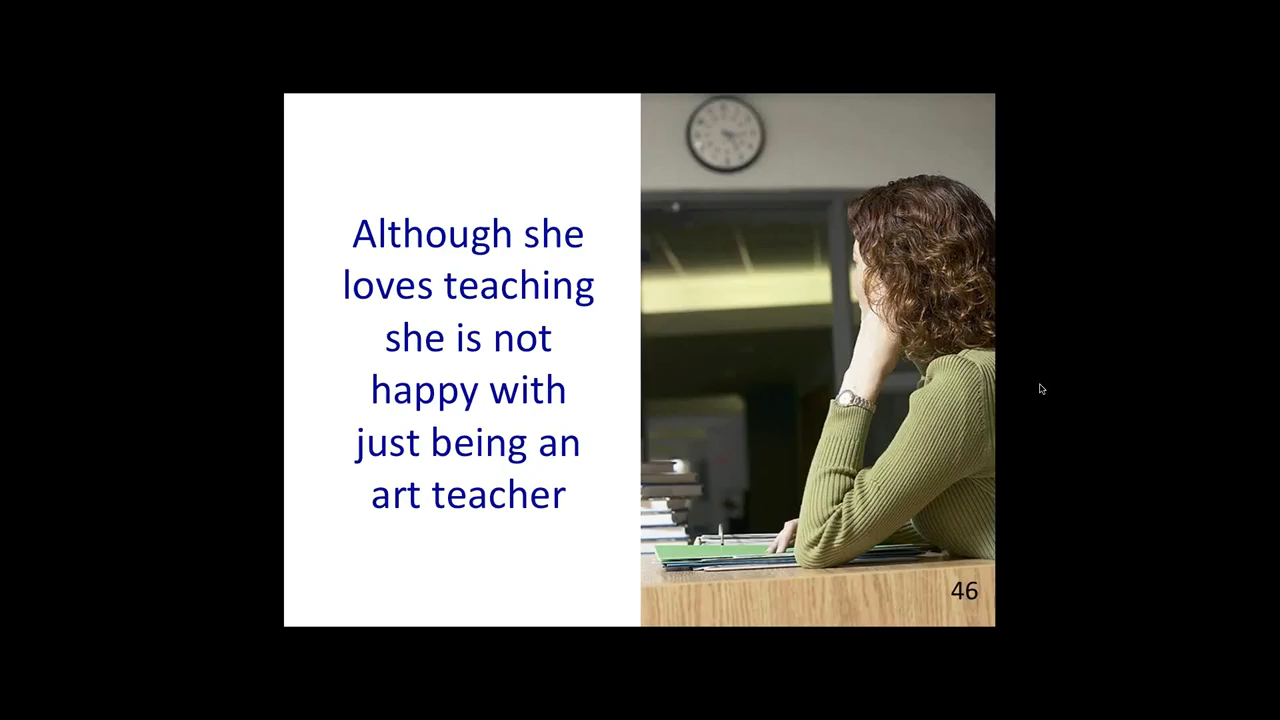 Although she
loves teaching
she is not
happy with
just being an
art teacher
46